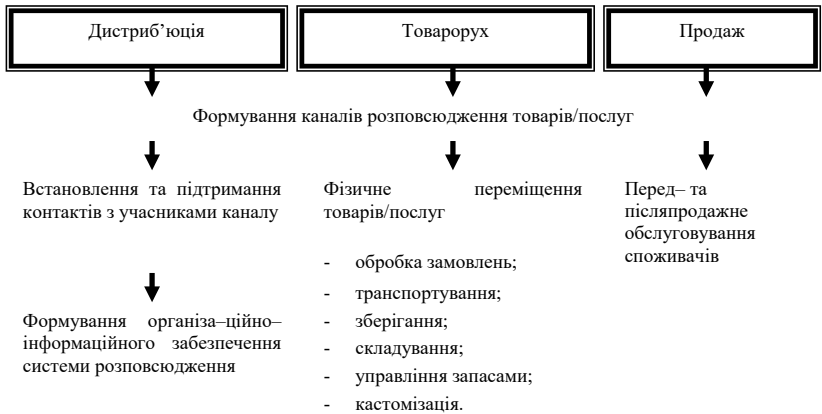 Дистриб’юція
Товарорух
Продаж
Формування каналів розповсюдження товарів/послуг
Встановлення та підтримання
контактів з учасниками каналу
Формування організа–ційно–
інформаційного забезпечення
системи розповсюдження
Фізичне переміщення
товарів/послуг
- обробка замовлень;
- транспортування;
- зберігання;
- складування;
- управління запасами;
- кастомізація.
Перед– та
післяпродажне
обслуговування
споживачів